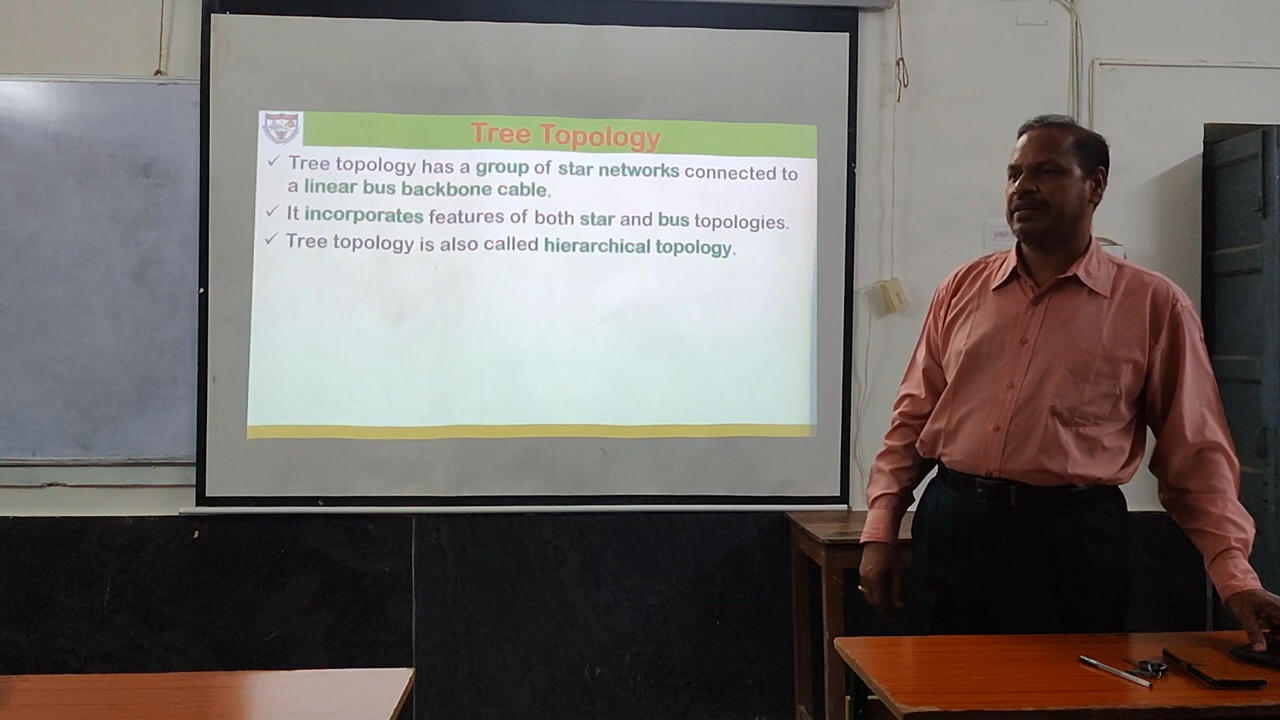 Tree Topology
✓ Tree topology has a group of star networks connected to
a linear bus backbone cable.
✓ It incorporates features of both star and bus topologies.
✓ Tree topology is also called hierarchical topology.